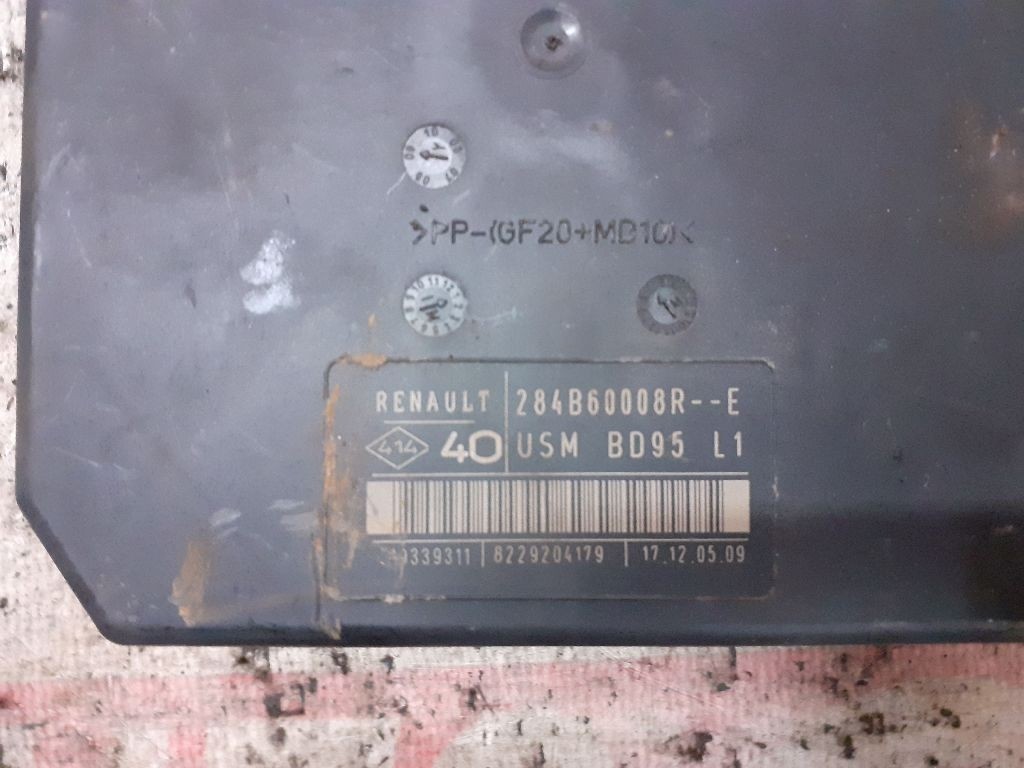 >PP-(GF20+MD10)<
RENAULT 284B60008R--E
414 40 USM BD95 L1
8229204179 17.12.05.09